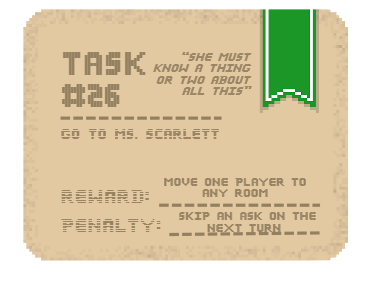 TASK
#26
"SHE MUST
KNOW A THING
OR TWO ABOUT
ALL THIS"
GO TO MS. SCARLETT
REWARD: MOVE ONE PLAYER TO
ANY ROOM
PENALTY: SKIP AN ASK ON THE
NEXT TURN